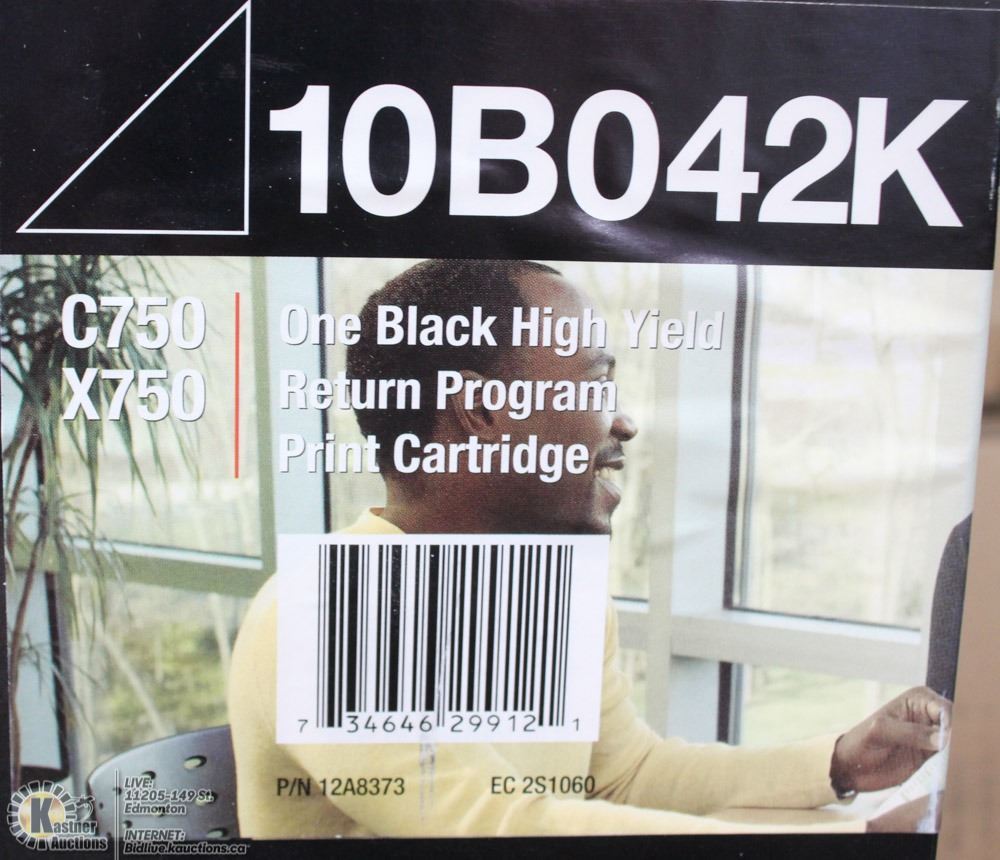 10B042K
C750
X750
One Black High Yield
Return Program
Print Cartridge
7 34646 29912 1
P/N 12A8373
EC 2S1060
Kastner
Auctions
LIVE:
11205-149 St.
Edmonton
INTERNET:
Bidlive.kauctions.ca